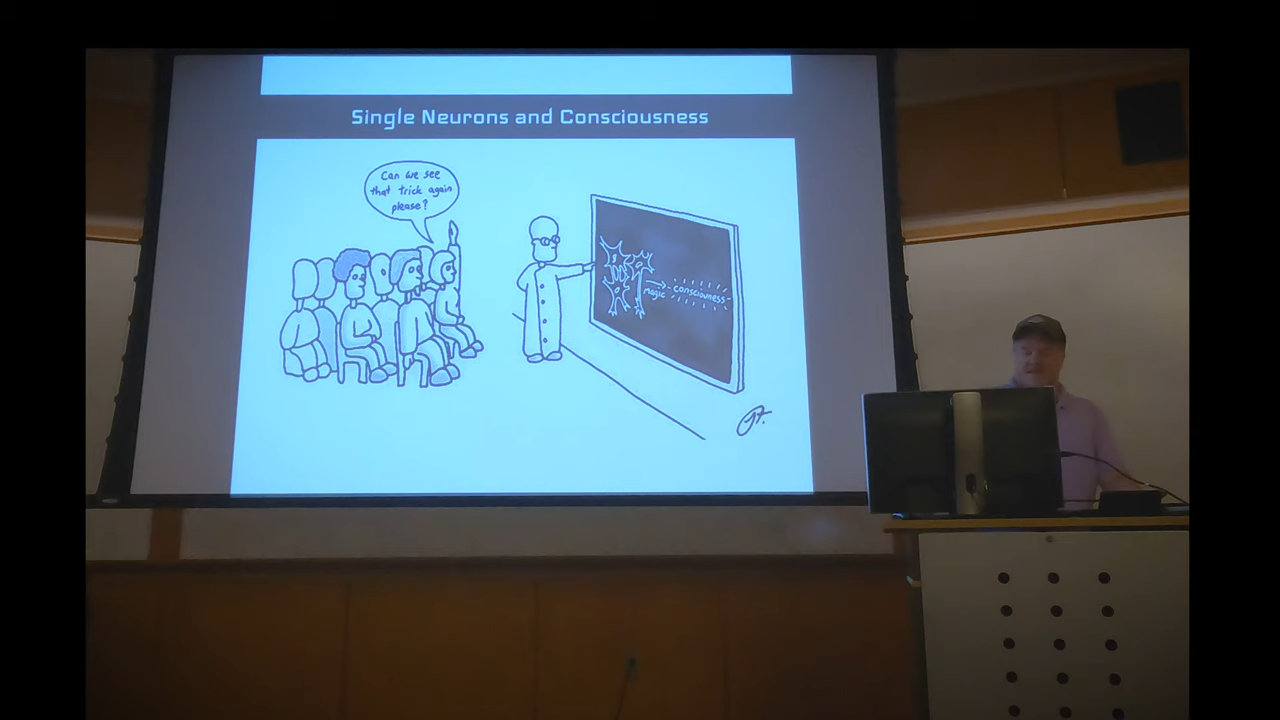 Single Neurons and Consciousness
Can we see
that trick again
please?
magic
consciousness